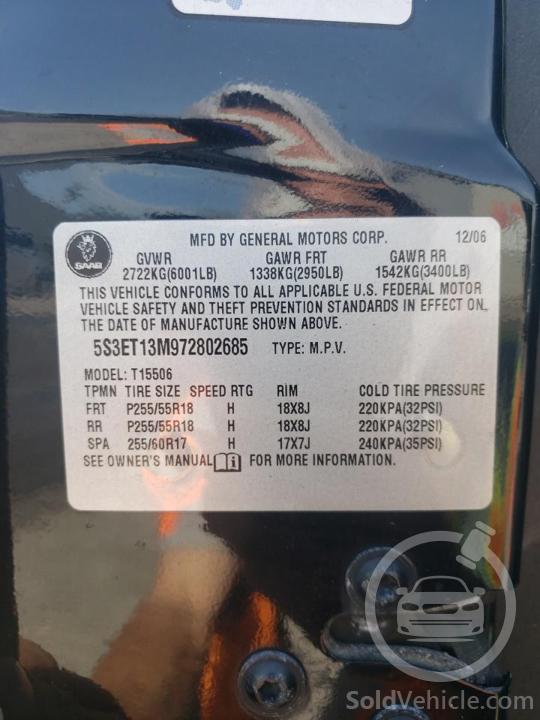 MFD BY GENERAL MOTORS CORP. 12/06
SAAB
GVWR GAWR FRT GAWR RR
2722KG(6001LB) 1338KG(2950LB) 1542KG(3400LB)
THIS VEHICLE CONFORMS TO ALL APPLICABLE U.S. FEDERAL MOTOR
VEHICLE SAFETY AND THEFT PREVENTION STANDARDS IN EFFECT ON
THE DATE OF MANUFACTURE SHOWN ABOVE.
5S3ET13M972802685 TYPE: M.P.V.
MODEL: T15506
TPMN TIRE SIZE SPEED RTG RIM COLD TIRE PRESSURE
FRT P255/55R18 H 18X8J 220KPA(32PSI)
RR P255/55R18 H 18X8J 220KPA(32PSI)
SPA 255/60R17 H 17X7J 240KPA(35PSI)
SEE OWNER'S MANUAL FOR MORE INFORMATION.
SoldVehicle.com